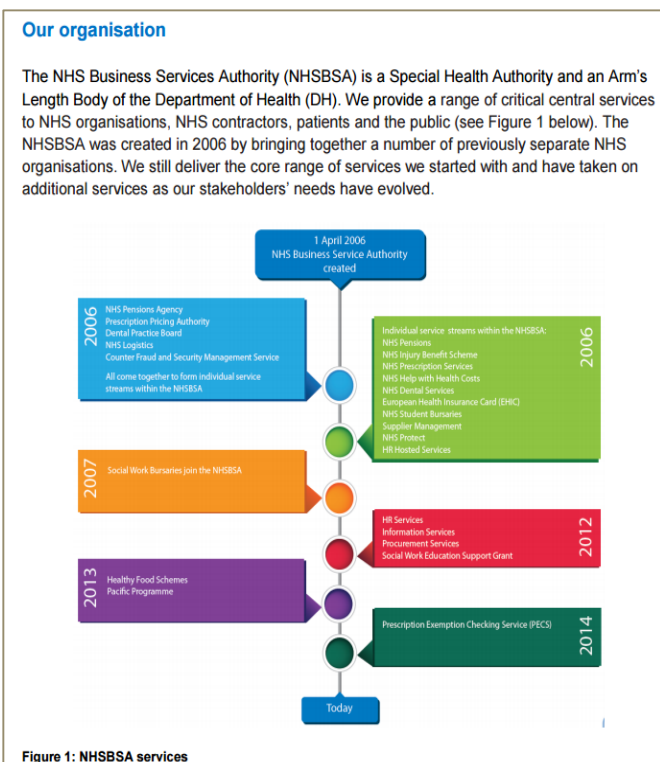 Our organisation
The NHS Business Services Authority (NHSBSA) is a Special Health Authority and an Arm's
Length Body of the Department of Health (DH). We provide a range of critical central services
to NHS organisations, NHS contractors, patients and the public (see Figure 1 below). The
NHSBSA was created in 2006 by bringing together a number of previously separate NHS
organisations. We still deliver the core range of services we started with and have taken on
additional services as our stakeholders' needs have evolved.
1 April 2006
NHS Business Service Authority
created
2006
NHS Pensions Agency
Prescription Pricing Authority
Dental Practice Board
NHS Logistics
Counter Fraud and Security Management Service
All come together to form individual service
streams within the NHSBSA
Individual service streams within the NHSBSA:
NHS Pensions
NHS Injury Benefit Scheme
NHS Prescription Services
NHS Help with Health Costs
NHS Dental Services
European Health Insurance Card (EHIC)
NHS Student Bursaries
Supplier Management
NHS Protect
HR Hosted Services
2006
2007
Social Work Bursaries join the NHSBSA
HR Services
Information Services
Procurement Services
Social Work Education Support Grant
2012
2013
Healthy Food Schemes
Pacific Programme
Prescription Exemption Checking Service (PECS)
2014
Today
Figure 1: NHSBSA services